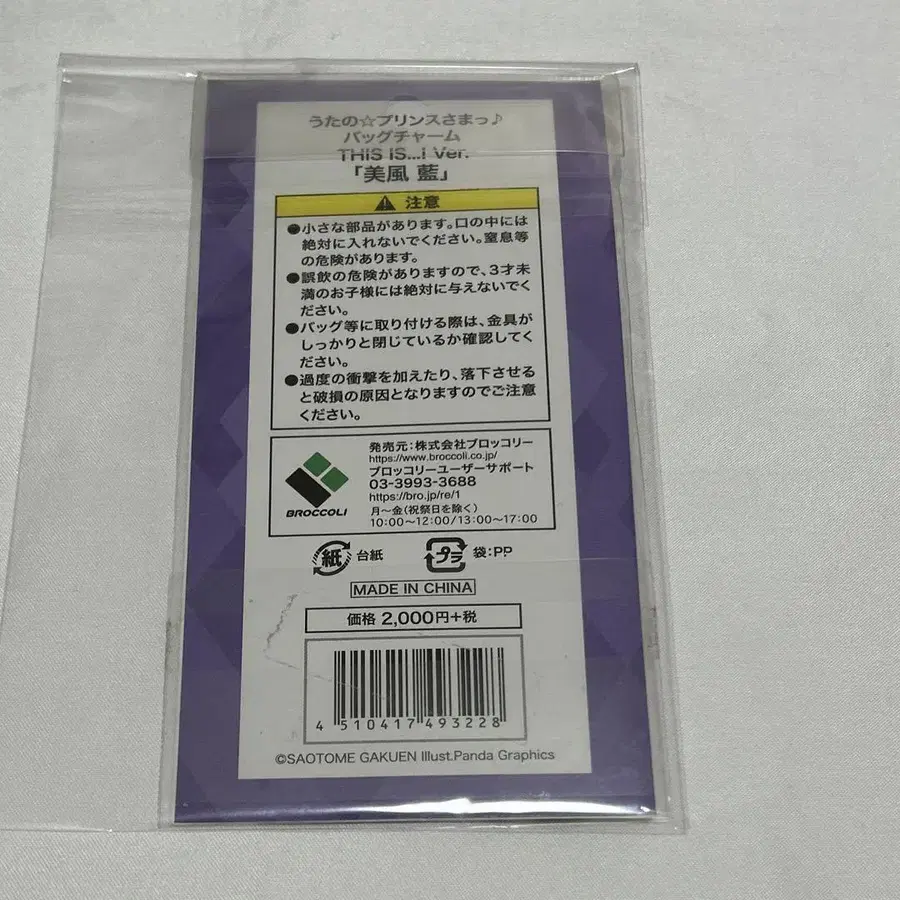 うたの☆プリンスさまっ♪
バッグチャーム
THIS IS...! Ver.
「美風 藍」
注意
●小さな部品があります。口の中には
絶対に入れないでください。窒息等
の危険があります。
●誤飲の危険がありますので、3才未
満のお子様には絶対に与えないでく
ださい。
●バッグ等に取り付ける際は、金具が
しっかりと閉じているか確認してく
ださい。
●過度の衝撃を加えたり、落下させる
と破損の原因となりますのでご注意
ください。
BROCCOLI
発売元:株式会社ブロッコリー
https://www.broccoli.co.jp/
ブロッコリーユーザーサポート
03-3993-3688
https://bro.jp/re/1
月〜金(祝祭日を除く)
10:00〜12:00/13:00〜17:00
紙 台紙
プラ 袋:PP
MADE IN CHINA
価格 2,000円+税
4 510417 493228
©SAOTOME GAKUEN Illust.Panda Graphics